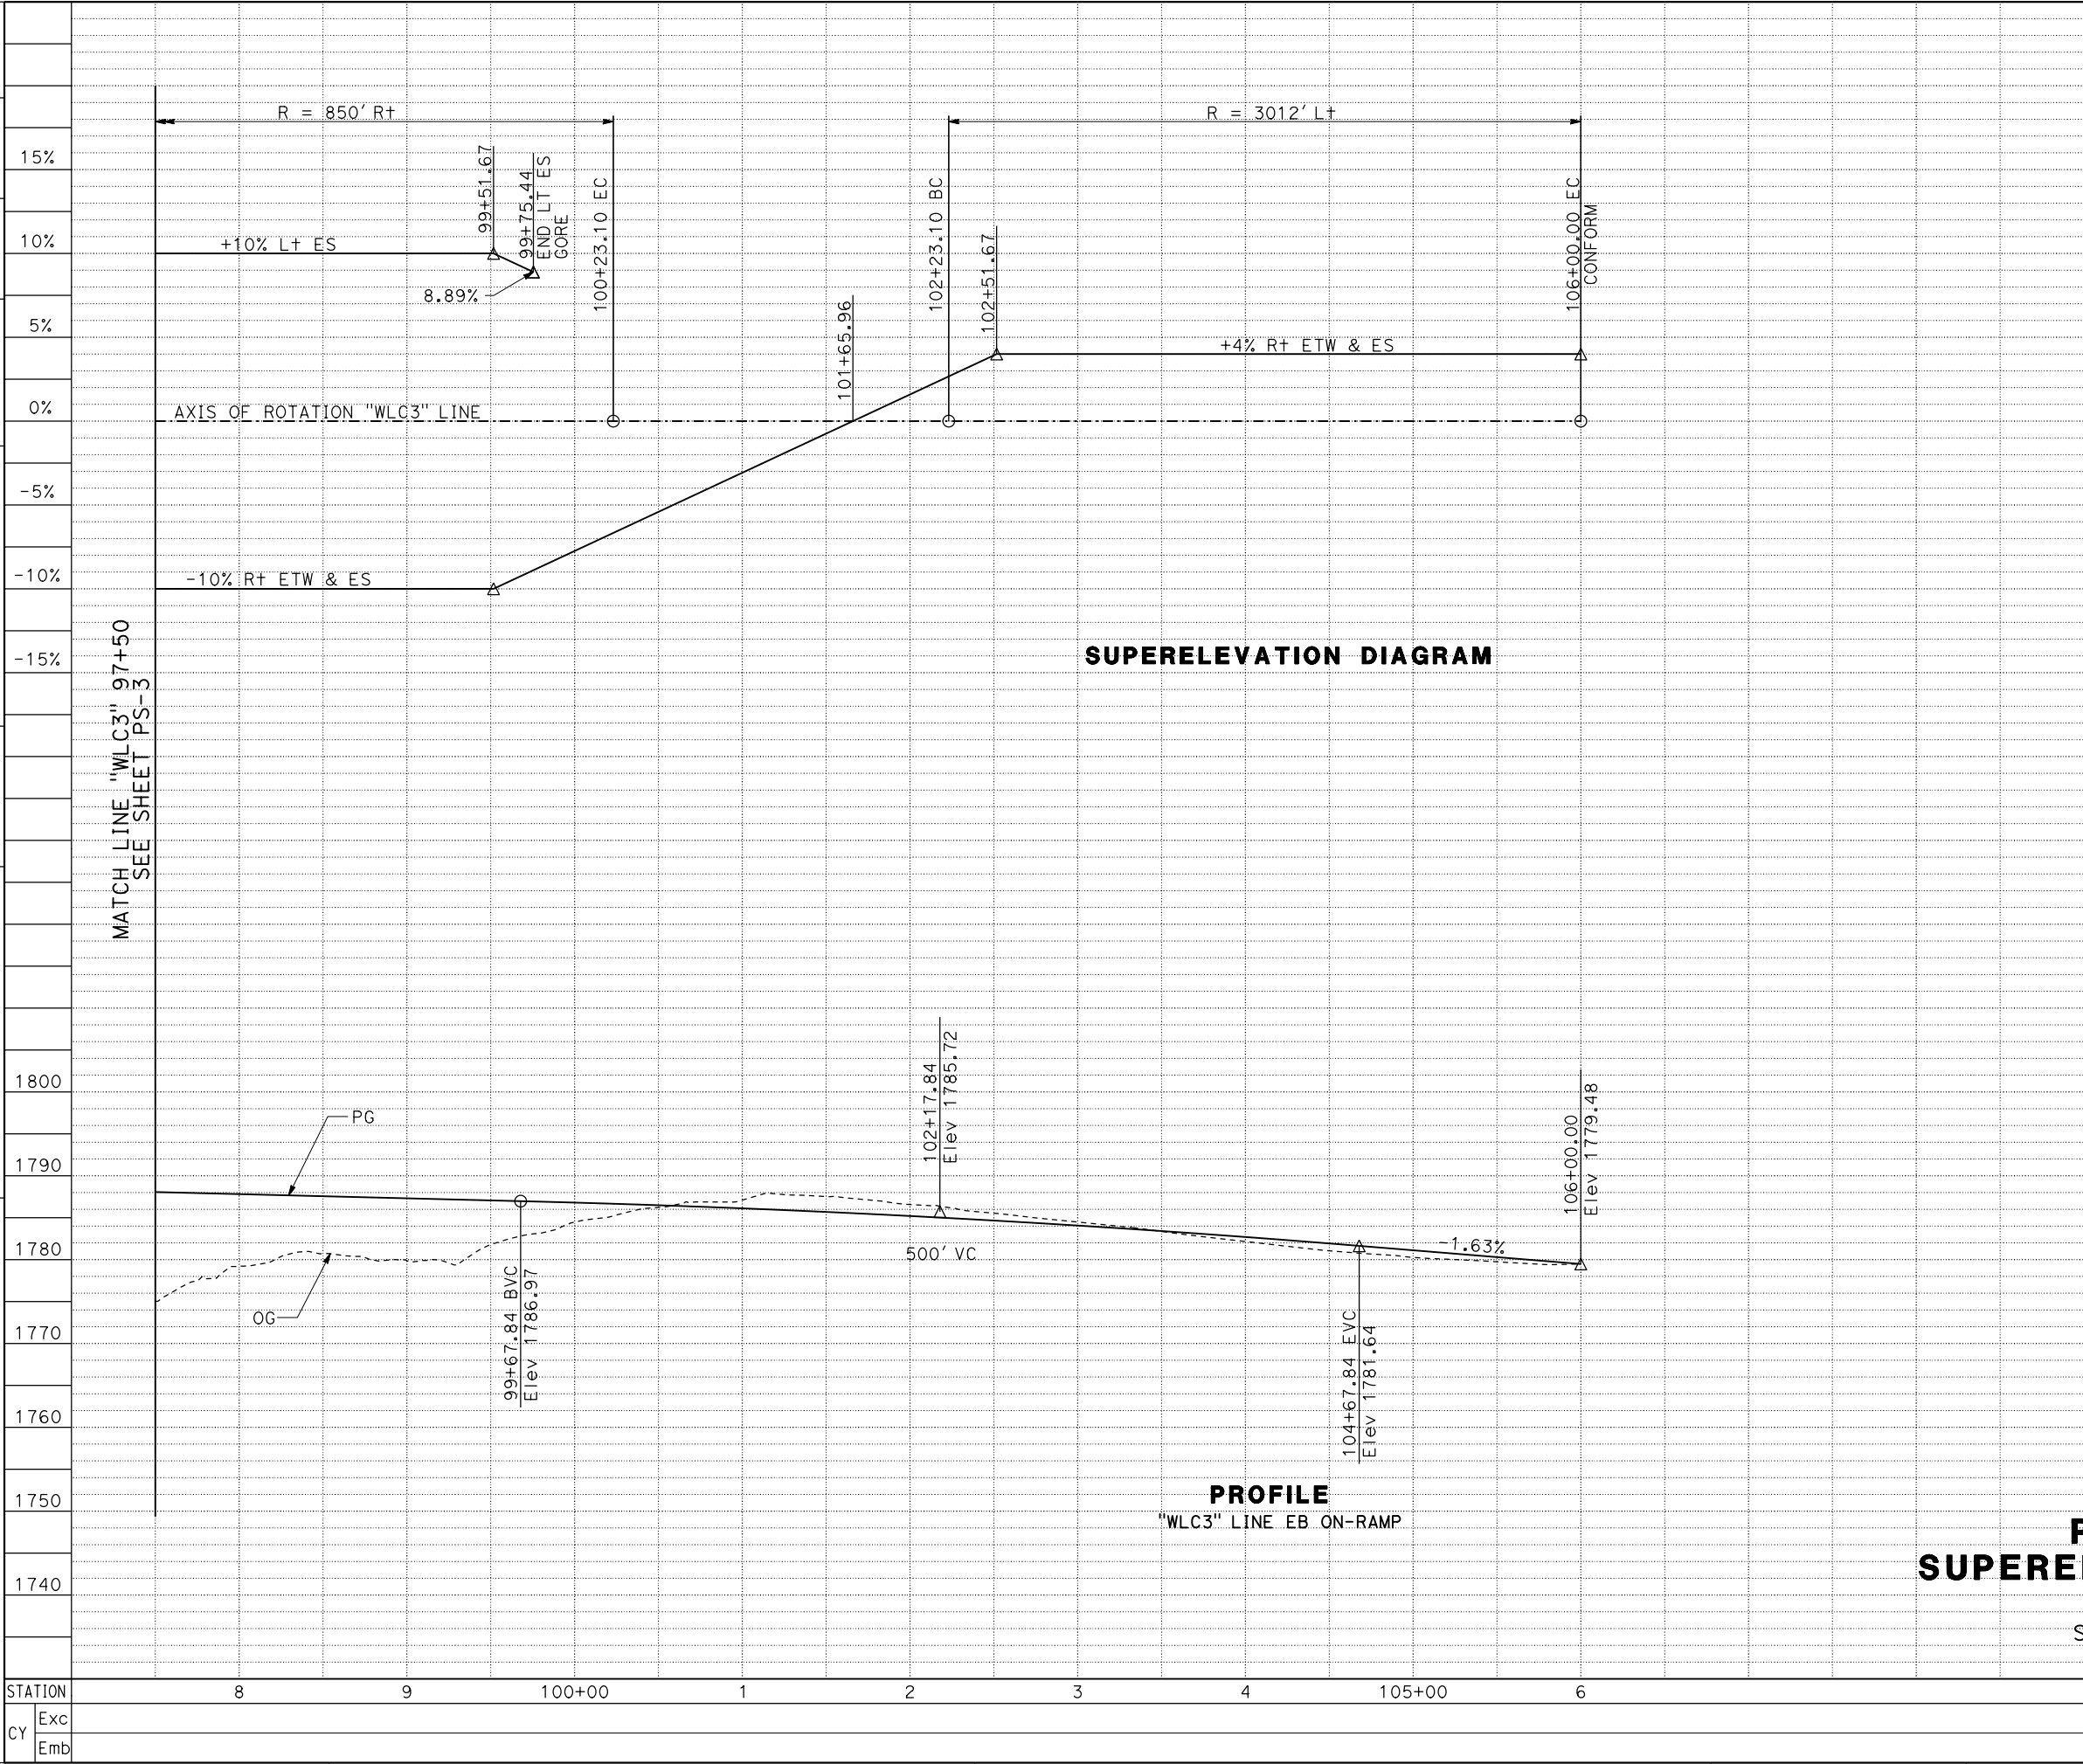 R = 850' Rt
R = 3012' Lt
15%
10%
5%
0%
-5%
-10%
-15%
99+51.67
99+75.44
END LT ES
GORE
100+23.10 EC
102+23.10 BC
102+51.67
106+00.00 EC
CONFORM
+10% Lt ES
8.89%
101+65.96
+4% Rt ETW & ES
AXIS OF ROTATION "WLC3" LINE
-10% Rt ETW & ES
SUPERELEVATION DIAGRAM
MATCH LINE "WLC3" 97+50
SEE SHEET PS-3
1800
1790
1780
1770
1760
1750
1740
PG
OG
102+17.84
Elev 1785.72
106+00.00
Elev 1779.48
500' VC
-1.63%
99+67.84 BVC
Elev 1786.97
104+67.84 EVC
Elev 1781.64
PROFILE
"WLC3" LINE EB ON-RAMP
STATION
8
9
100+00
1
2
3
4
105+00
6
CY
Exc
Emb